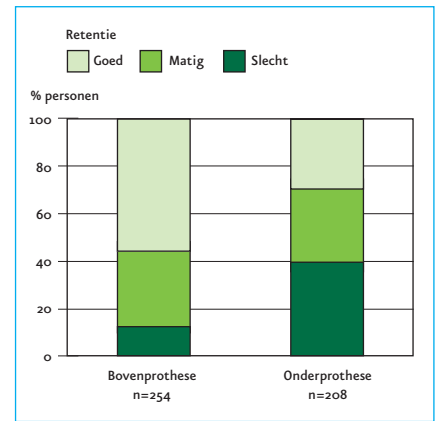 Retentie
Goed Matig Slecht
% personen
100
80
60
40
20
0
Bovenprothese Onderprothese
n=254 n=208